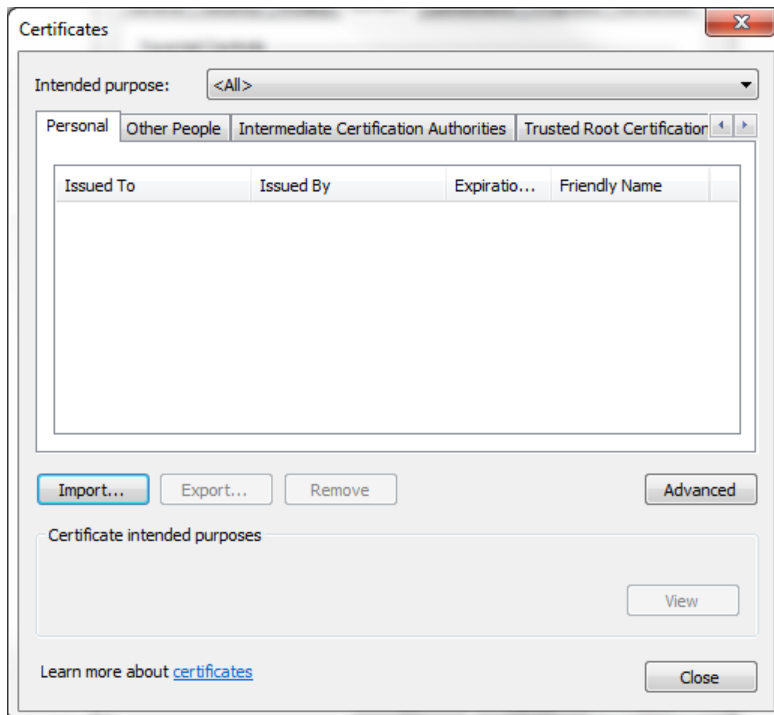 Certificates
Intended purpose: <All>
Personal Other People Intermediate Certification Authorities Trusted Root Certification
Issued To Issued By Expiratio... Friendly Name
Import... Export... Remove Advanced
Certificate intended purposes
View
Learn more about certificates
Close